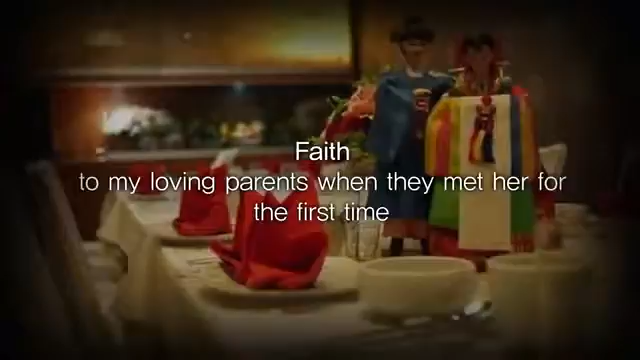 Faith
to my loving parents when they met her for
the first time